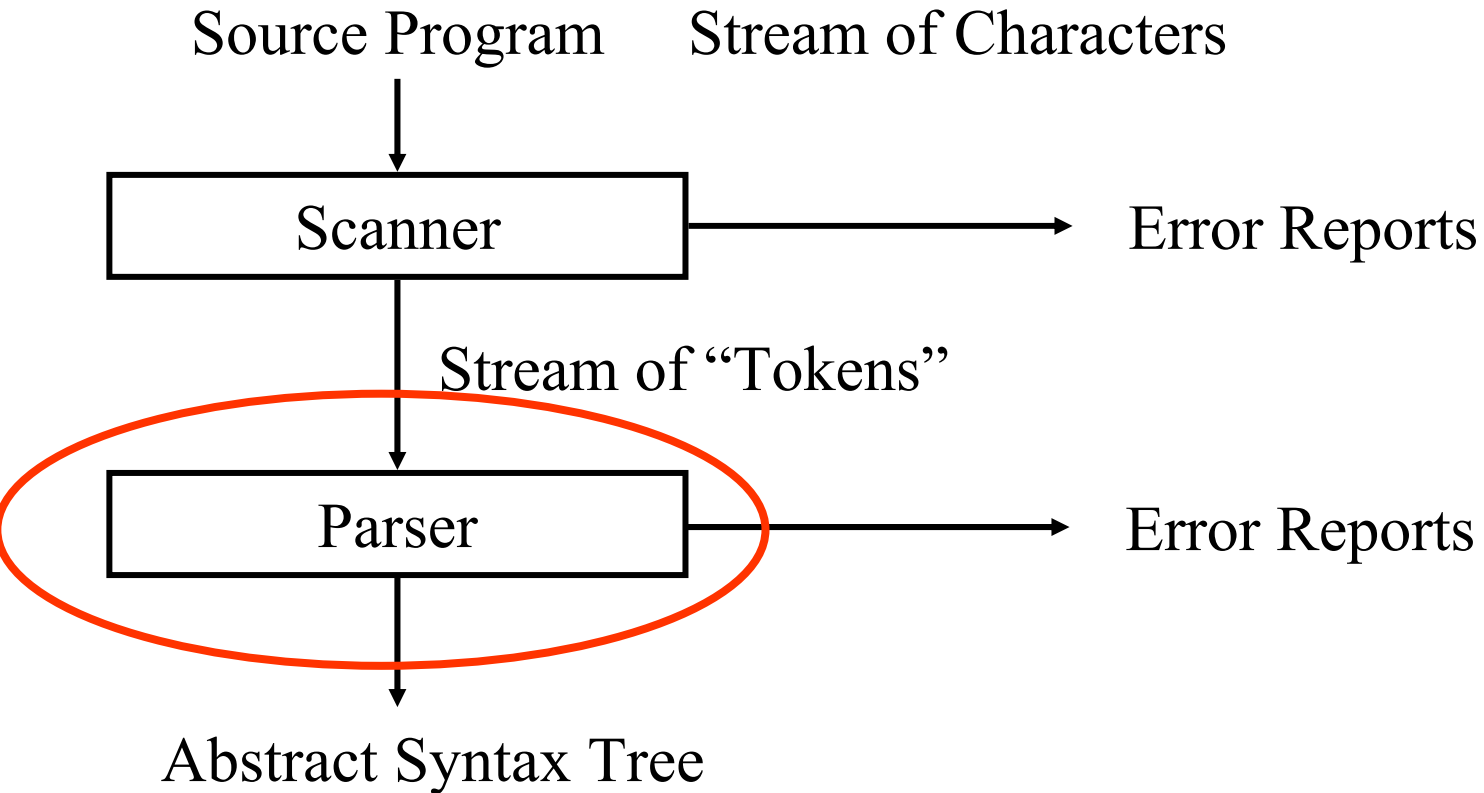 Source Program Stream of Characters
Scanner
Error Reports
Stream of “Tokens”
Parser
Error Reports
Abstract Syntax Tree